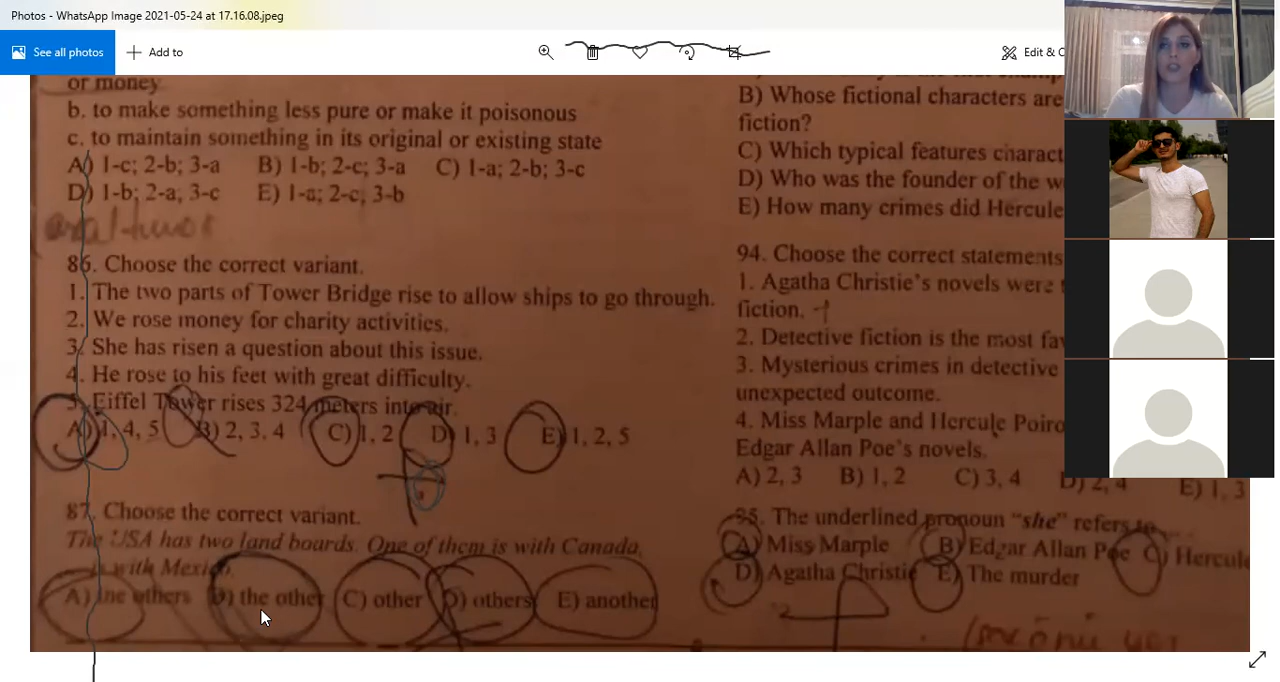 Photos - WhatsApp Image 2021-05-24 at 17.16.08.jpeg
See all photos
Add to
Edit & C
or money
b. to make something less pure or make it poisonous
c. to maintain something in its original or existing state
A) 1-c; 2-b; 3-a B) 1-b; 2-c; 3-a C) 1-a; 2-b; 3-c
D) 1-b; 2-a, 3-c E) 1-a; 2-c, 3-b
86. Choose the correct variant.
1. The two parts of Tower Bridge rise to allow ships to go through.
2. We rose money for charity activities.
3. She has risen a question about this issue.
4. He rose to his feet with great difficulty.
5. Eiffel Tower rises 324 meters into air.
A) 1, 4, 5 B) 2, 3. 4 C) 1, 2 D) 1, 3 E) 1, 2, 5
87. Choose the correct variant.
The USA has two land boards. One of them is with Canada,
is with Mexico.
A) the others B) the other C) other D) others E) another
B) Whose fictional characters are
fiction?
C) Which typical features charact
D) Who was the founder of the w
E) How many crimes did Hercule
94. Choose the correct statements
1. Agatha Christie's novels were t
fiction.
2. Detective fiction is the most fav
3. Mysterious crimes in detective
unexpected outcome.
4. Miss Marple and Hercule Poiro
Edgar Allan Poe's novels.
A) 2, 3 B) 1, 2 C) 3, 4 D) 2, 4 E) 1, 3
95. The underlined pronoun "she" refers to
A) Miss Marple B) Edgar Allan Poe C) Hercule
D) Agatha Christie E) The murder